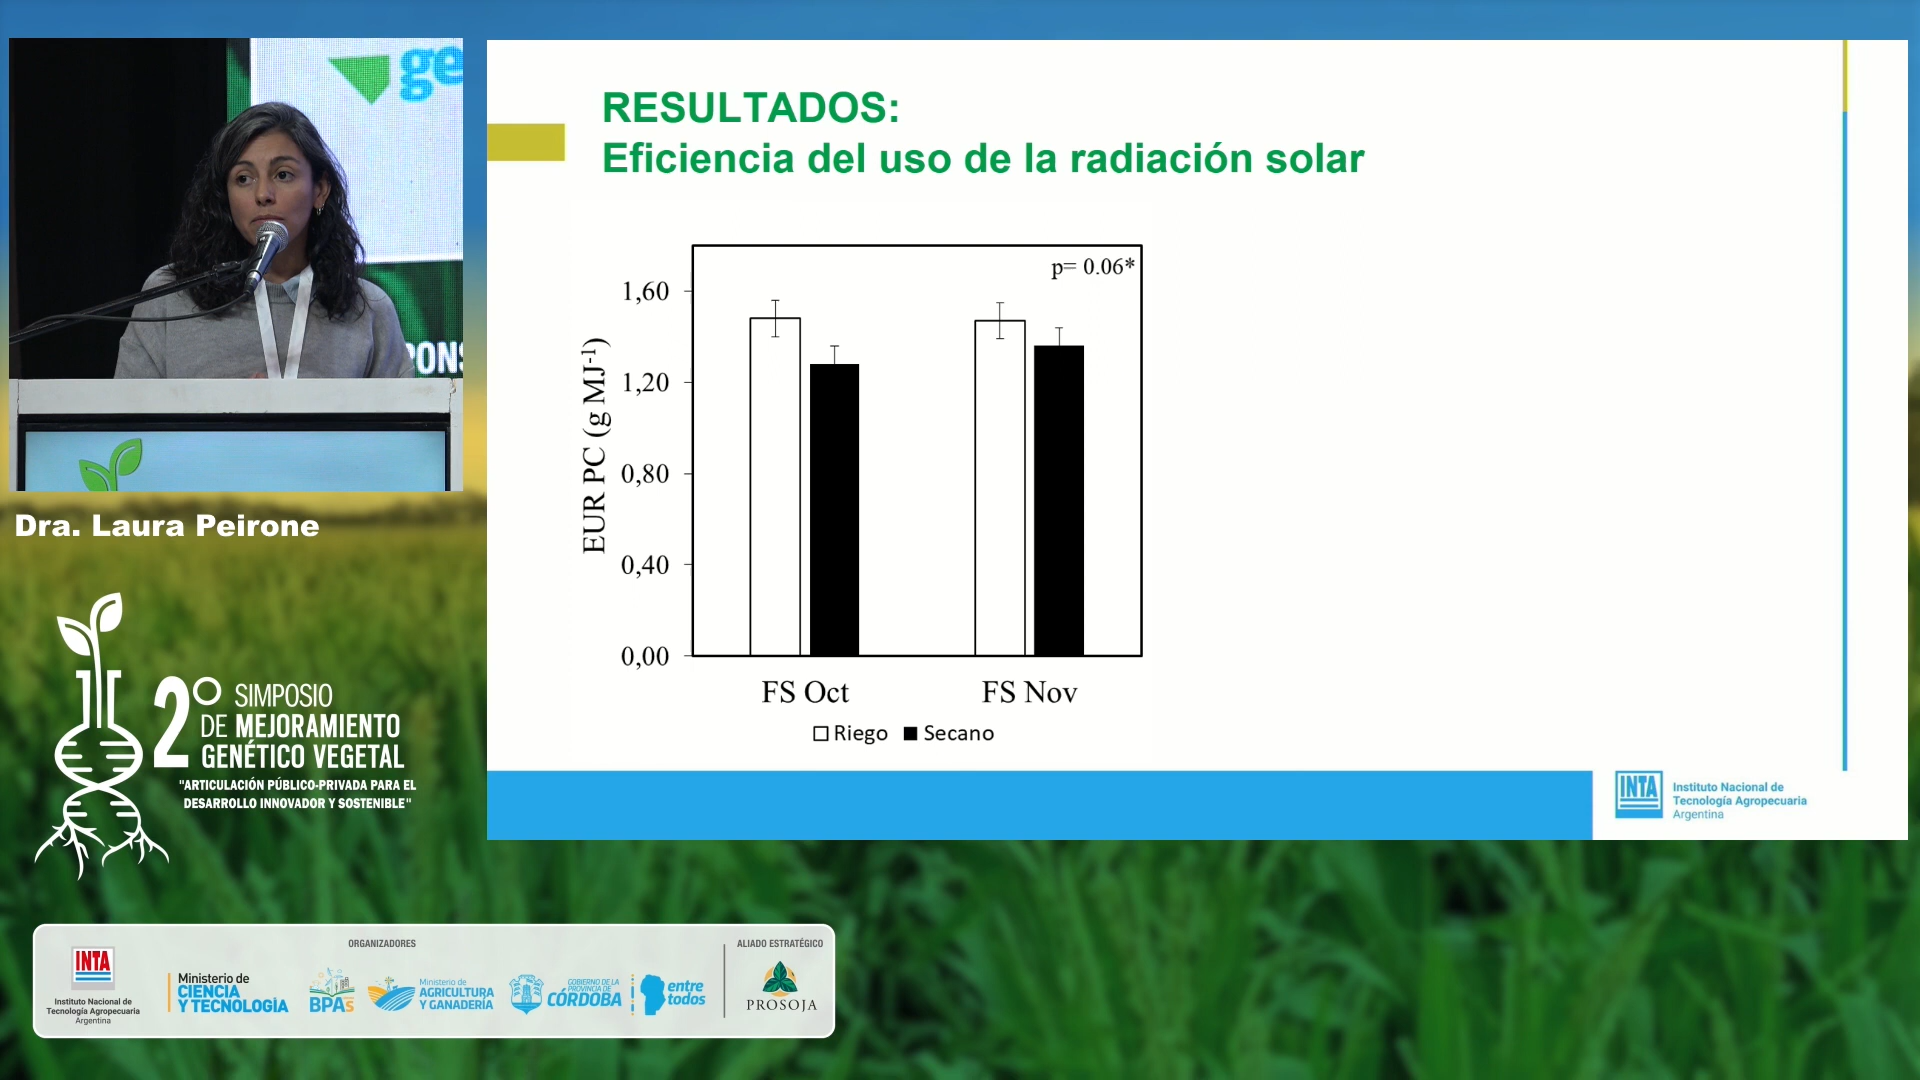 ge
PONS
Dra. Laura Peirone
2° SIMPOSIO
DE MEJORAMIENTO
GENÉTICO VEGETAL
"ARTICULACIÓN PÚBLICO-PRIVADA PARA EL
DESARROLLO INNOVADOR Y SOSTENIBLE"
RESULTADOS:
Eficiencia del uso de la radiación solar
p= 0.06*
EUR PC (g MJ-1)
1,60
1,20
0,80
0,40
0,00
FS Oct
FS Nov
Riego
Secano
INTA
Instituto Nacional de
Tecnología Agropecuaria
Argentina
ORGANIZADORES
INTA
Instituto Nacional de
Tecnología Agropecuaria
Argentina
Ministerio de
CIENCIA
Y TECNOLOGÍA
BPAs
Ministerio de
AGRICULTURA
Y GANADERÍA
GOBIERNO DE LA
PROVINCIA DE
CÓRDOBA
entre
todos
ALIADO ESTRATÉGICO
PROSOJA